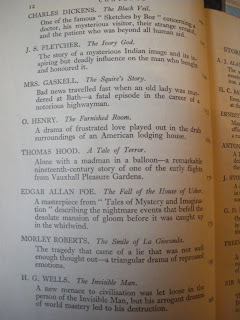 12
CHARLES DICKENS. The Black Veil.
One of the famous "Sketches by Boz" concerning a
doctor, his mysterious visitor, their strange
and the patient who was beyond all human aid.
J. S. FLETCHER. The Ivory God.
The story of a mysterious Indian image and its
spiring but deadly influence on the man who bought
and honoured it.
MRS. GASKELL. The Squire's Story.
Bad news travelled fast when an old lady was mur-
dered at Bath—a fatal episode in the career of a
notorious highwayman.
O. HENRY. The Furnished Room.
A drama of frustrated love played out in the drab
surroundings of an American lodging house.
THOMAS HOOD. A Tale of Terror.
Alone with a madman in a balloon—a remarkable
nineteenth-century story of one of the early flights
from Vauxhall Pleasure Gardens.
EDGAR ALLAN POE. The Fall of the House of Usher.
A masterpiece from "Tales of Mystery and Imagina-
tion" describing the nightmare events that befell the
desolate mansion of gloom before it was caught up
in the whirlwind.
MORLEY ROBERTS. The Smile of La Gioconda.
The tragedy that came of a lie that was not well
enough thought out—a triangular drama of repressed
emotions.
H. G. WELLS. The Invisible Man.
A new menace to civilisation was let loose in the
person of the Invisible Man, but his arrogant dreams
of world mastery led to his destruction.